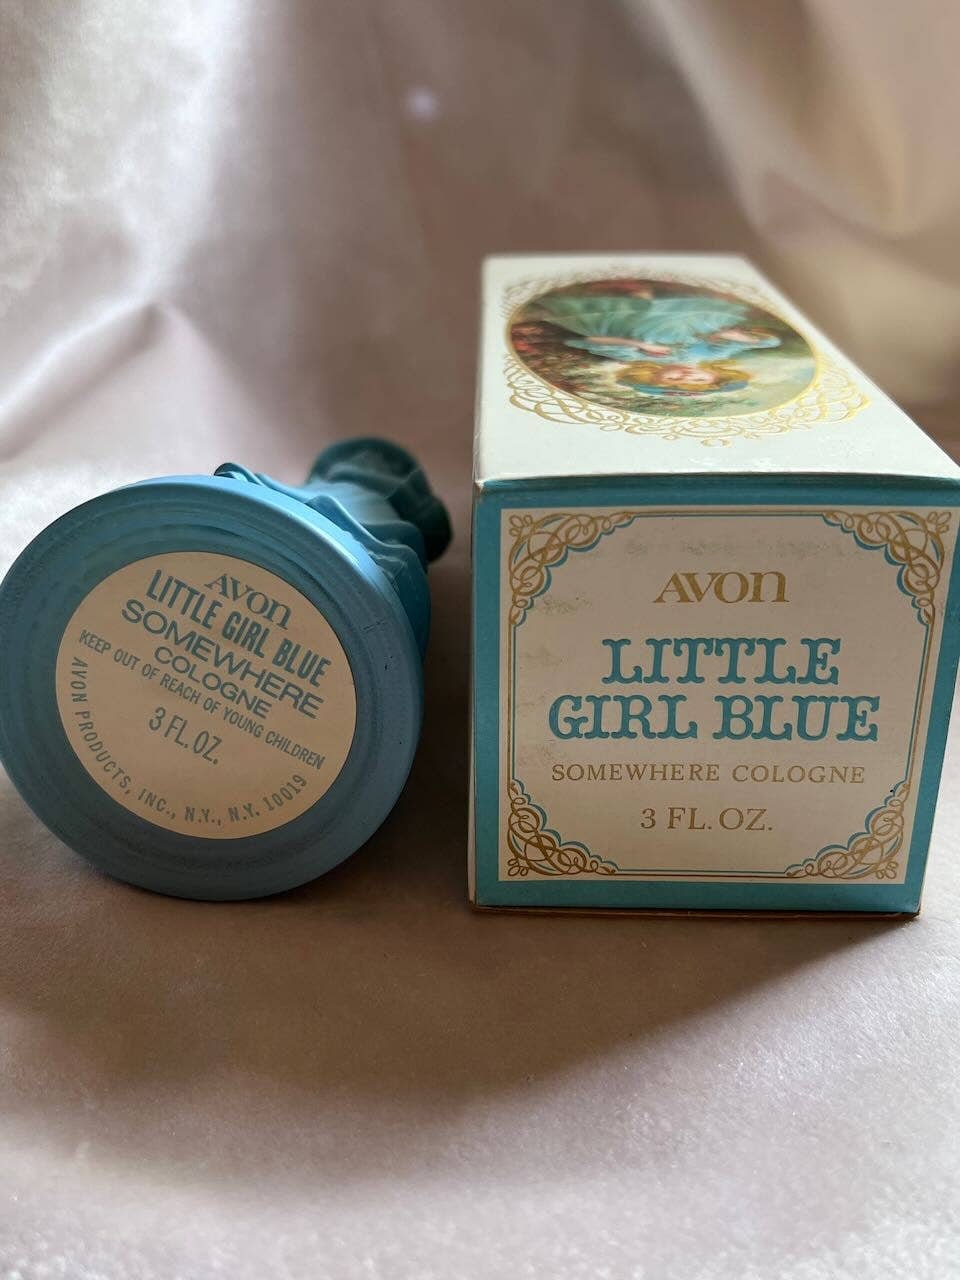 AVON
LITTLE GIRL BLUE
SOMEWHERE
COLOGNE
KEEP OUT OF REACH OF YOUNG CHILDREN
3 FL. OZ.
AVON PRODUCTS, INC., N.Y., N.Y. 10019
AVON
LITTLE
GIRL BLUE
SOMEWHERE COLOGNE
3 FL. OZ.